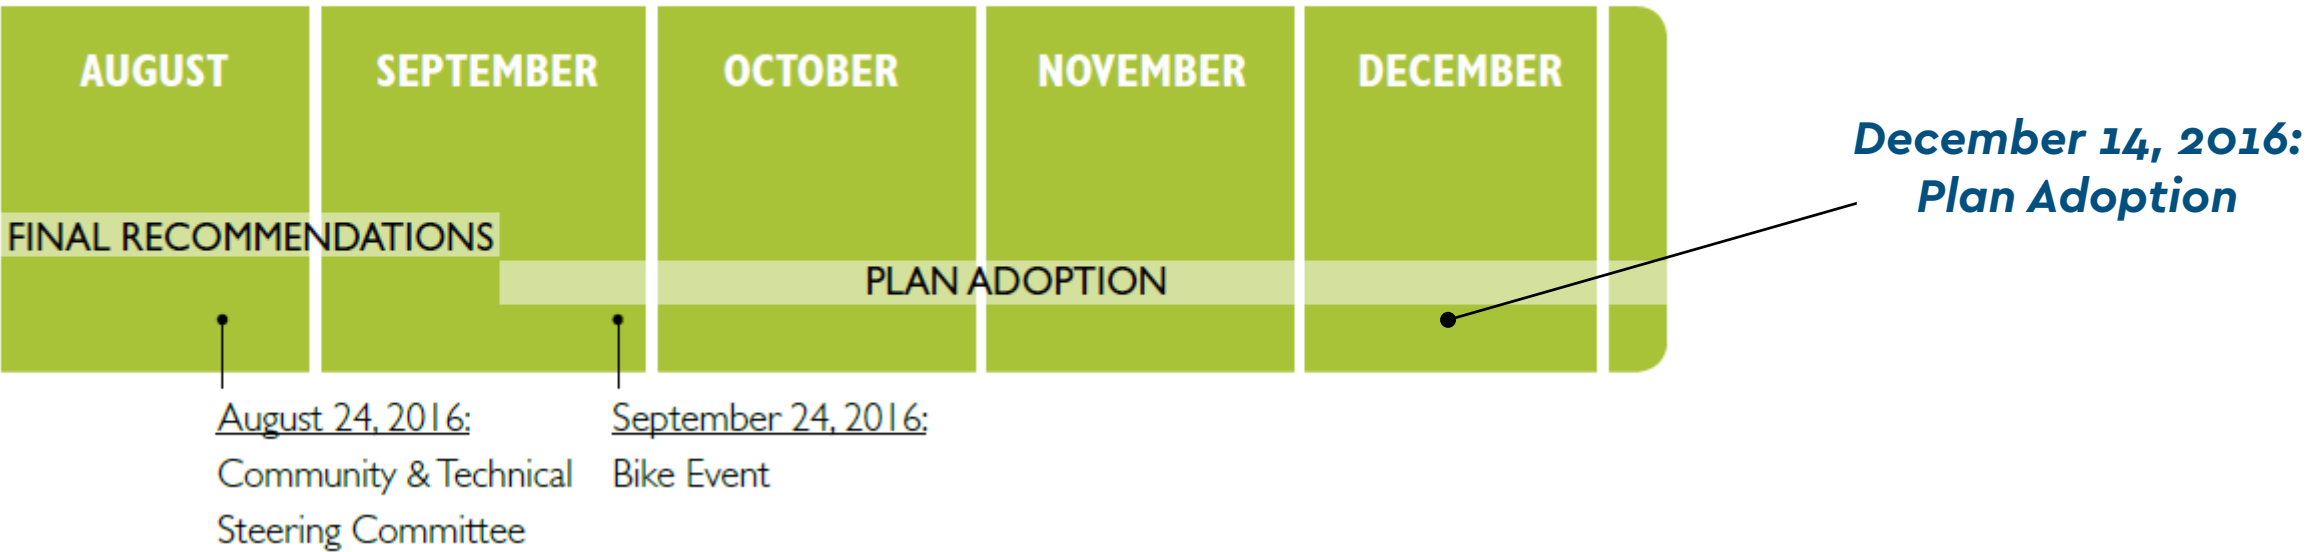 AUGUST
SEPTEMBER
OCTOBER
NOVEMBER
DECEMBER
December 14, 2016:
Plan Adoption
FINAL RECOMMENDATIONS
PLAN ADOPTION
August 24, 2016:
Community & Technical
Steering Committee
September 24, 2016:
Bike Event